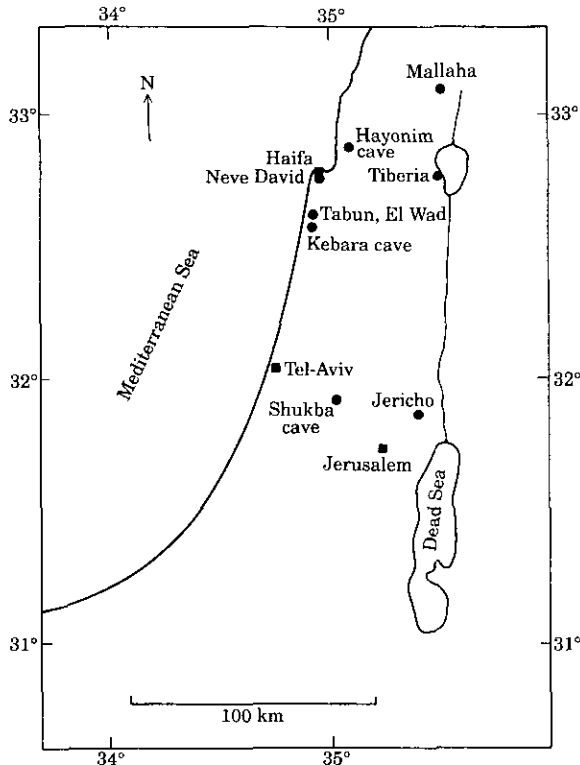 34°
35°
N
Mallaha
33°
33°
Hayonim
cave
Haifa
Neve David
Tiberia
Tabun, El Wad
Kebara cave
Mediterranean Sea
32°
32°
Tel-Aviv
Shukba
cave
Jericho
Jerusalem
Dead Sea
31°
31°
100 km
34°
35°